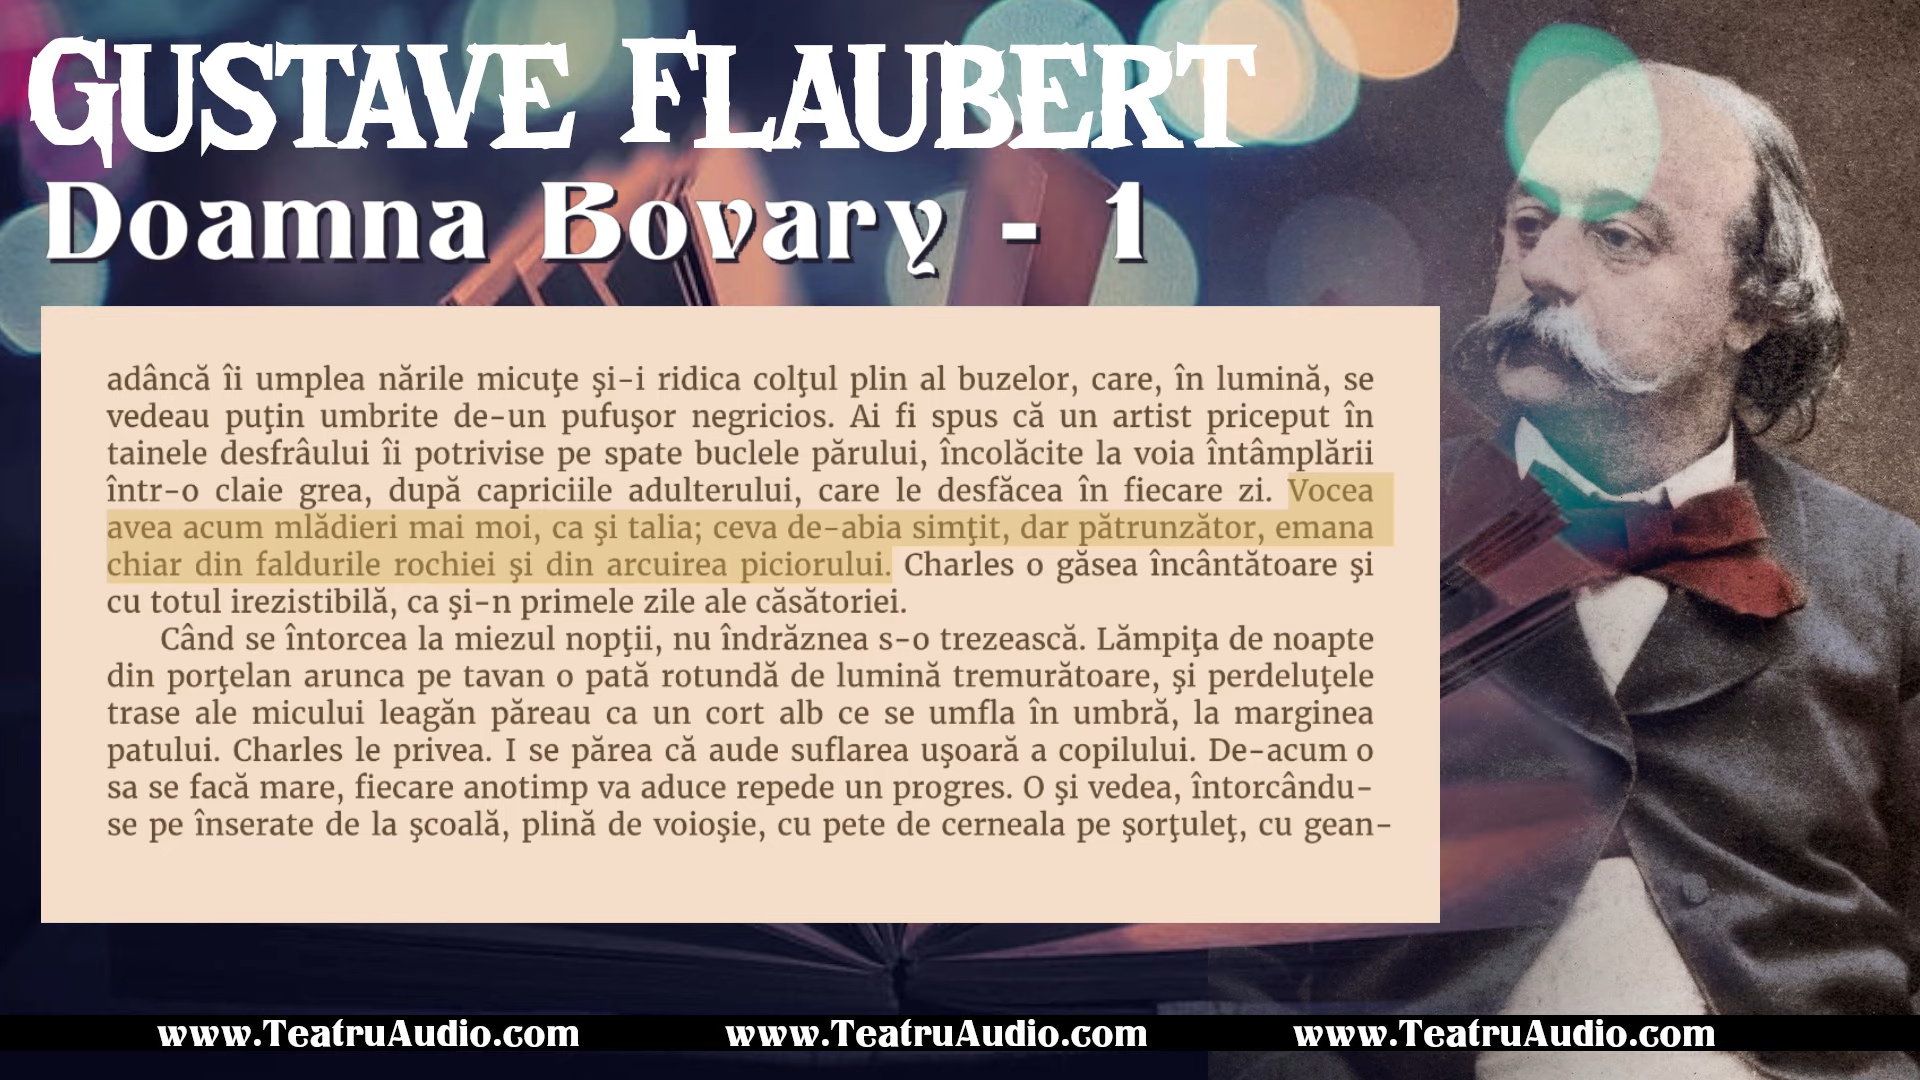 GUSTAVE FLAUBERT
Doamna Bovary - 1
adâncă îi umplea nările micuţe şi-i ridica colţul plin al buzelor, care, în lumină, se
vedeau puţin umbrite de-un pufuşor negricios. Ai fi spus că un artist priceput în
tainele desfrâului îi potrivise pe spate buclele părului, încolăcite la voia întâmplării
într-o claie grea, după capriciile adulterului, care le desfăcea în fiecare zi. Vocea
avea acum mlădieri mai moi, ca şi talia; ceva de-abia simţit, dar pătrunzător, emana
chiar din faldurile rochiei şi din arcuirea piciorului. Charles o găsea încântătoare şi
cu totul irezistibilă, ca şi-n primele zile ale căsătoriei.
Când se întorcea la miezul nopţii, nu îndrăznea s-o trezească. Lămpiţa de noapte
din porţelan arunca pe tavan o pată rotundă de lumină tremurătoare, şi perdeluţele
trase ale micului leagăn păreau ca un cort alb ce se umfla în umbră, la marginea
patului. Charles le privea. I se părea că aude suflarea uşoară a copilului. De-acum o
sa se facă mare, fiecare anotimp va aduce repede un progres. O şi vedea, întorcându-
se pe înserate de la şcoală, plină de voioşie, cu pete de cerneala pe şorţuleţ, cu gean-
www.TeatruAudio.com www.TeatruAudio.com www.TeatruAudio.com